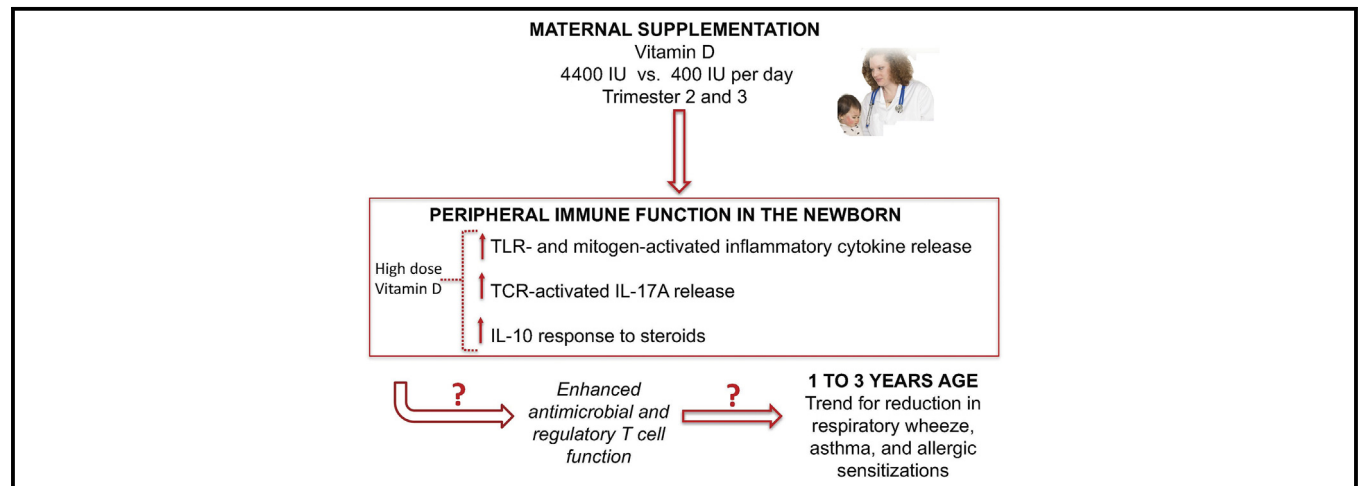 MATERNAL SUPPLEMENTATION
Vitamin D
4400 IU vs. 400 IU per day
Trimester 2 and 3
PERIPHERAL IMMUNE FUNCTION IN THE NEWBORN
High dose
Vitamin D
TLR- and mitogen-activated inflammatory cytokine release
TCR-activated IL-17A release
IL-10 response to steroids
?
Enhanced
antimicrobial and
regulatory T cell
function
?
1 TO 3 YEARS AGE
Trend for reduction in
respiratory wheeze,
asthma, and allergic
sensitizations